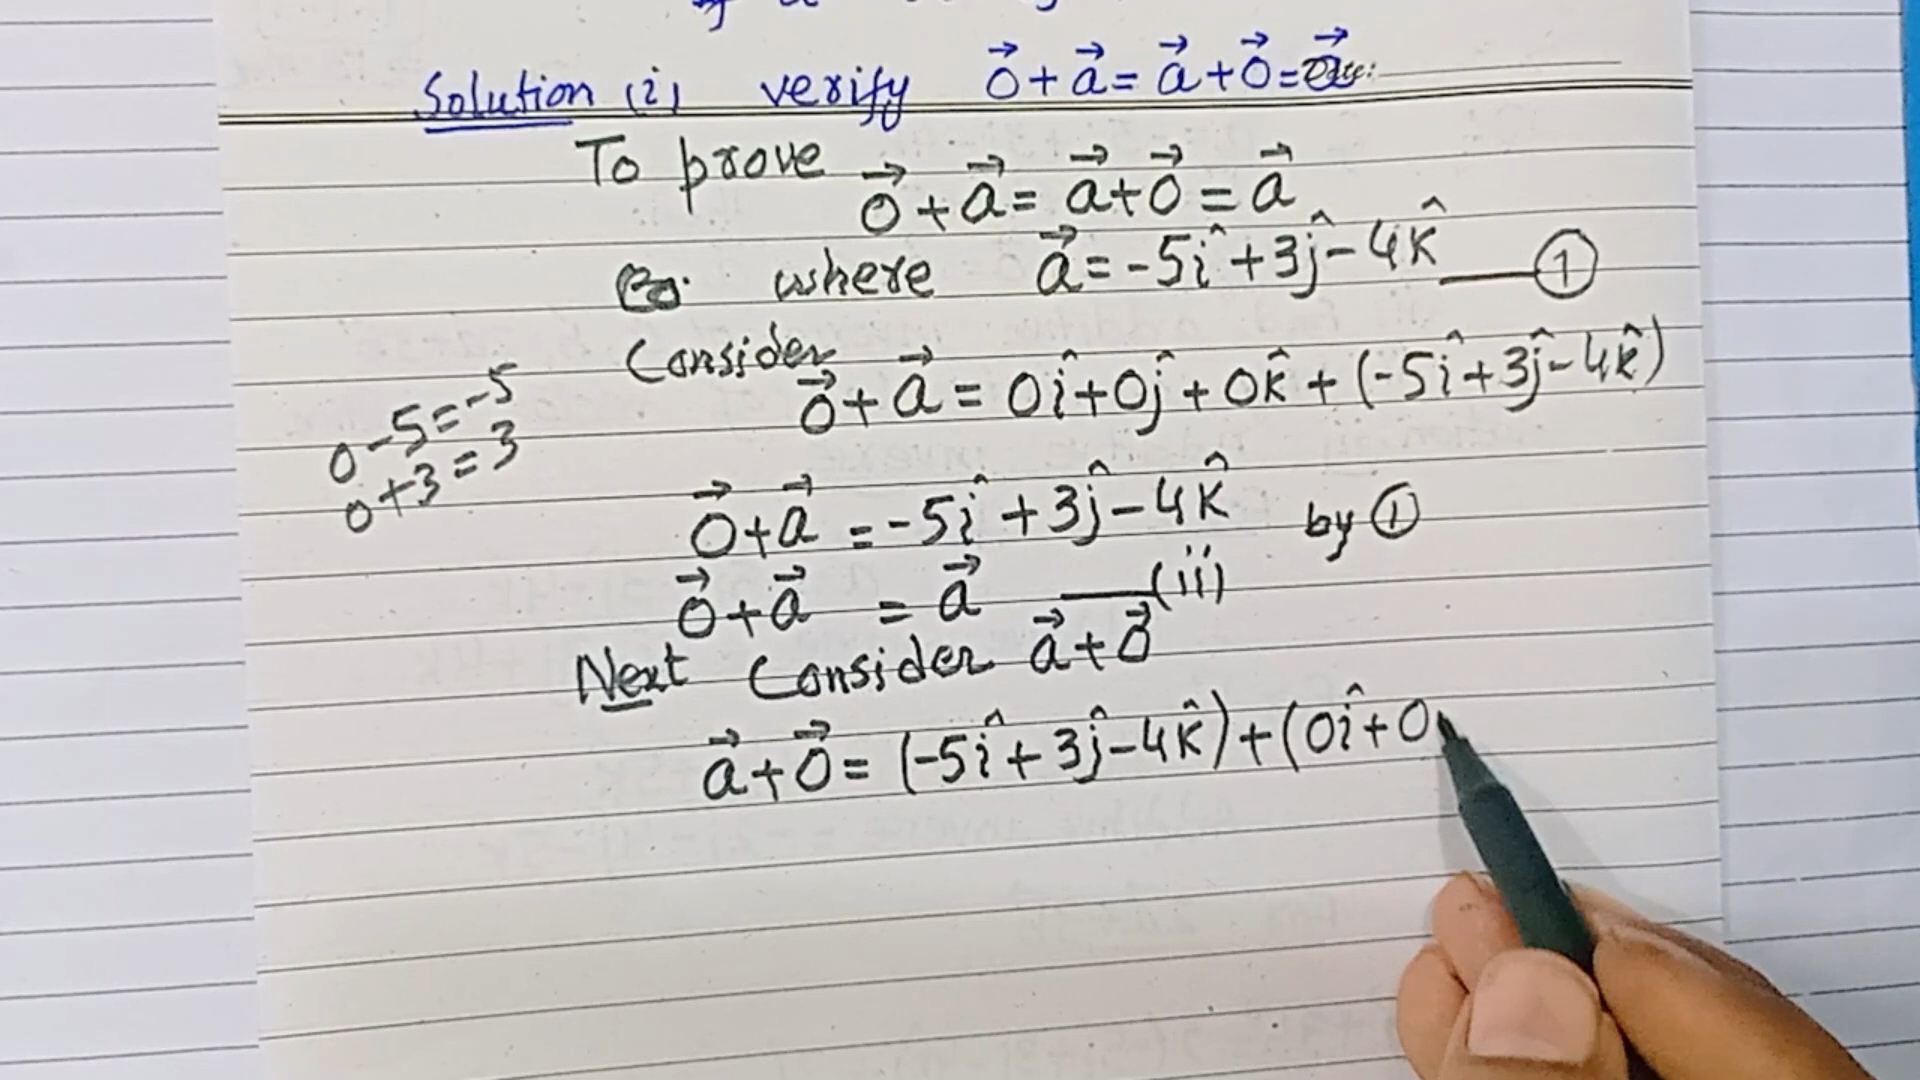 Solution (i) verify 0⃗ + a⃗ = a⃗ + 0⃗ = a⃗
To prove
0⃗ + a⃗ = a⃗ + 0⃗ = a⃗
where a⃗ = -5î + 3ĵ - 4k̂ — ①
Consider
0⃗ + a⃗ = 0î + 0ĵ + 0k̂ + (-5î + 3ĵ - 4k̂)
0 - 5 = -5
0 + 3 = 3
0⃗ + a⃗ = -5î + 3ĵ - 4k̂ by ①
0⃗ + a⃗ = a⃗ — (ii)
Next Consider a⃗ + 0⃗
a⃗ + 0⃗ = (-5î + 3ĵ - 4k̂) + (0î + 0